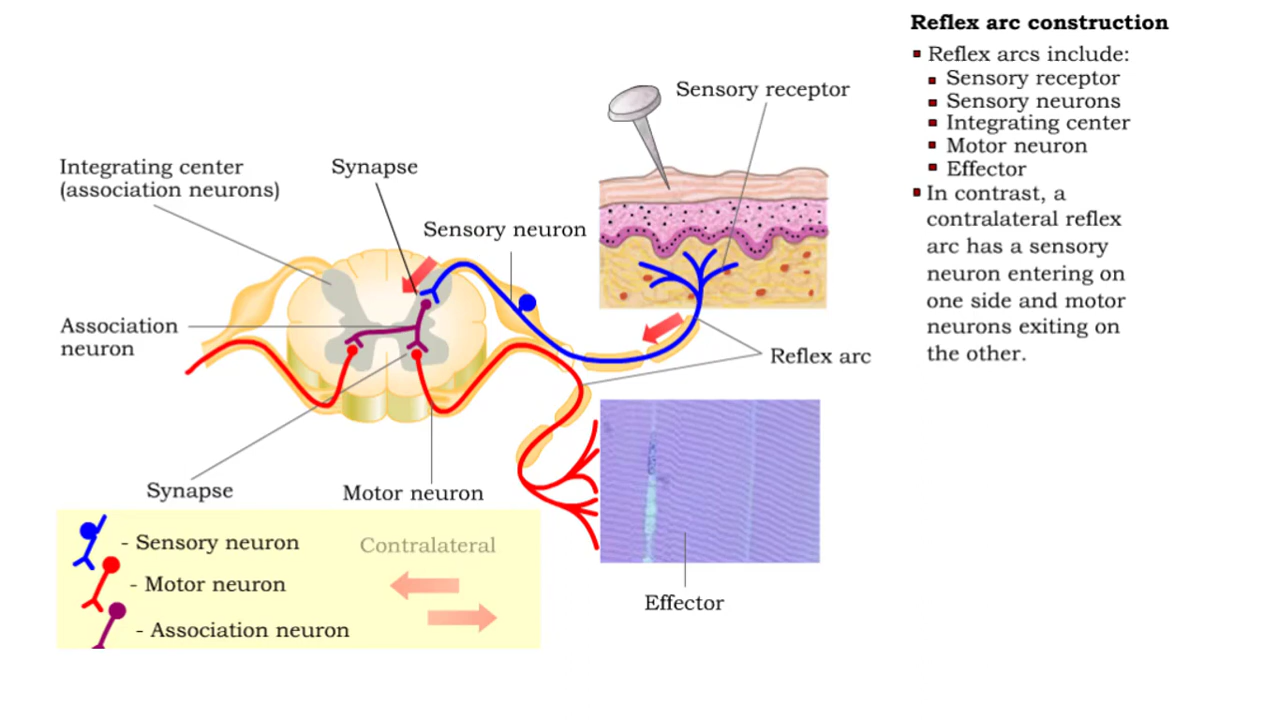 Reflex arc construction
Reflex arcs include:
Sensory receptor
Sensory neurons
Integrating center
Motor neuron
Effector
In contrast, a
contralateral reflex
arc has a sensory
neuron entering on
one side and motor
neurons exiting on
the other.
Sensory receptor
Integrating center
(association neurons)
Synapse
Sensory neuron
Association
neuron
Reflex arc
Synapse
Motor neuron
Effector
- Sensory neuron
Contralateral
- Motor neuron
- Association neuron